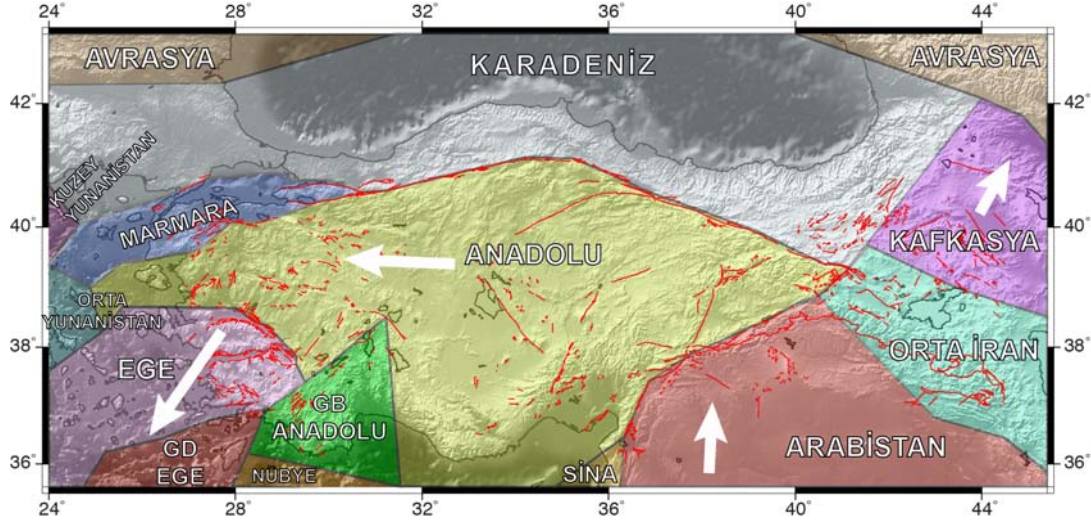 24° 28° 32° 36° 40° 44°
AVRASYA
KARADENİZ
AVRASYA
42° 42°
KUZEY
YUNANİSTAN
MARMARA
40° 40°
ANADOLU
KAFKASYA
ORTA
YUNANİSTAN
38° 38°
EGE
ORTA İRAN
GB
ANADOLU
GD
EGE
ARABİSTAN
36° 36°
NÜBYE
SİNA
24° 28° 32° 36° 40° 44°